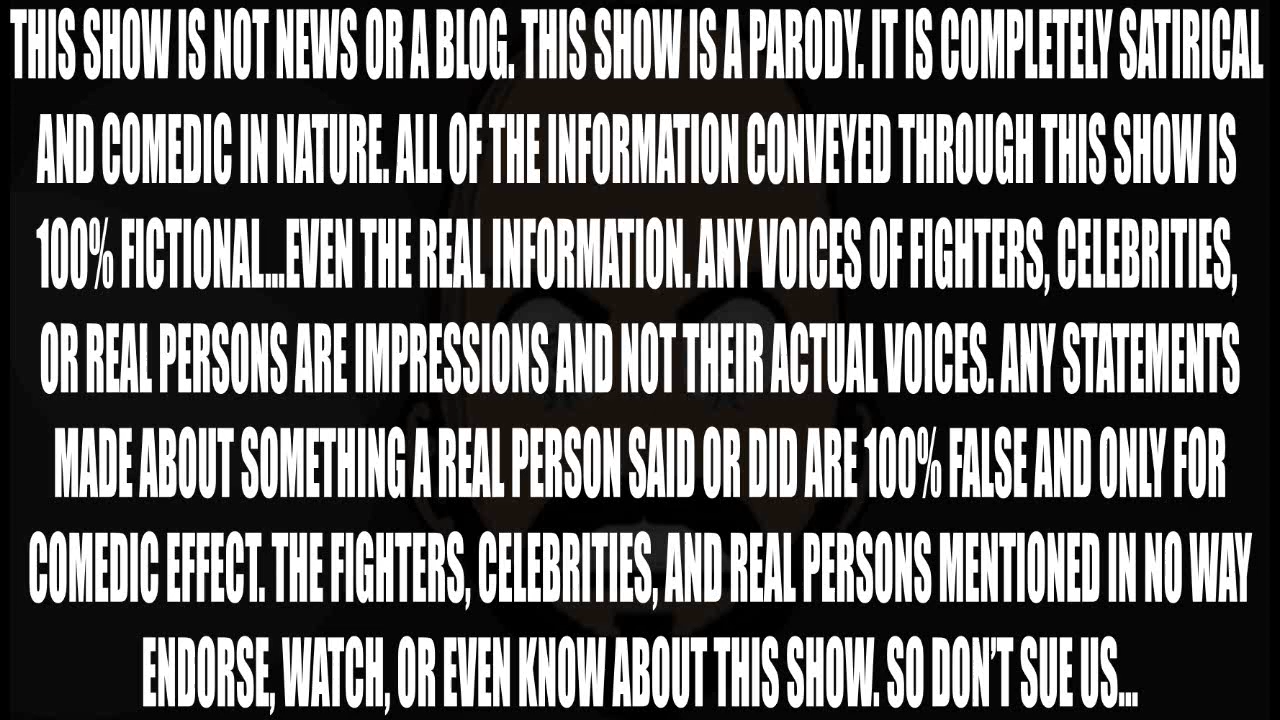 THIS SHOW IS NOT NEWS OR A BLOG. THIS SHOW IS A PARODY. IT IS COMPLETELY SATIRICAL
AND COMEDIC IN NATURE. ALL OF THE INFORMATION CONVEYED THROUGH THIS SHOW IS
100% FICTIONAL...EVEN THE REAL INFORMATION. ANY VOICES OF FIGHTERS, CELEBRITIES,
OR REAL PERSONS ARE IMPRESSIONS AND NOT THEIR ACTUAL VOICES. ANY STATEMENTS
MADE ABOUT SOMETHING A REAL PERSON SAID OR DID ARE 100% FALSE AND ONLY FOR
COMEDIC EFFECT. THE FIGHTERS, CELEBRITIES, AND REAL PERSONS MENTIONED IN NO WAY
ENDORSE, WATCH, OR EVEN KNOW ABOUT THIS SHOW. SO DON'T SUE US...